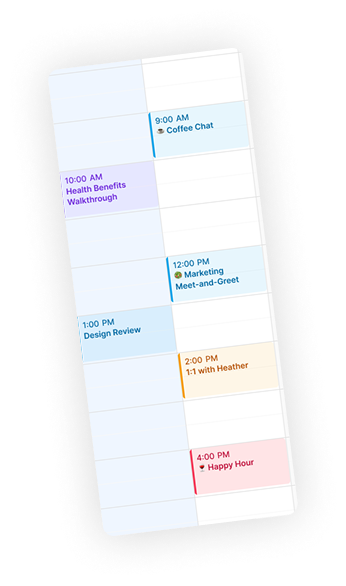 9:00 AM
☕ Coffee Chat
10:00 AM
Health Benefits
Walkthrough
12:00 PM
Marketing
Meet-and-Greet
1:00 PM
Design Review
2:00 PM
1:1 with Heather
4:00 PM
🍷 Happy Hour